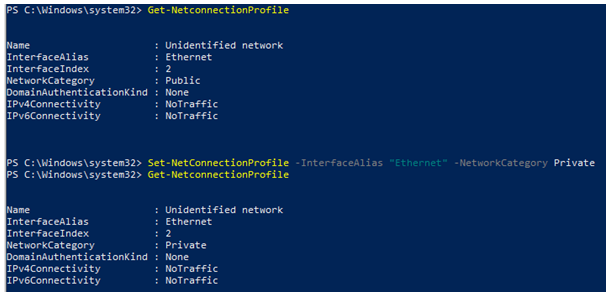 PS C:\Windows\system32> Get-NetconnectionProfile
Name : Unidentified network
InterfaceAlias : Ethernet
InterfaceIndex : 2
NetworkCategory : Public
DomainAuthenticationKind : None
IPv4Connectivity : NoTraffic
IPv6Connectivity : NoTraffic
PS C:\Windows\system32> Set-NetConnectionProfile -InterfaceAlias "Ethernet" -NetworkCategory Private
PS C:\Windows\system32> Get-NetconnectionProfile
Name : Unidentified network
InterfaceAlias : Ethernet
InterfaceIndex : 2
NetworkCategory : Private
DomainAuthenticationKind : None
IPv4Connectivity : NoTraffic
IPv6Connectivity : NoTraffic